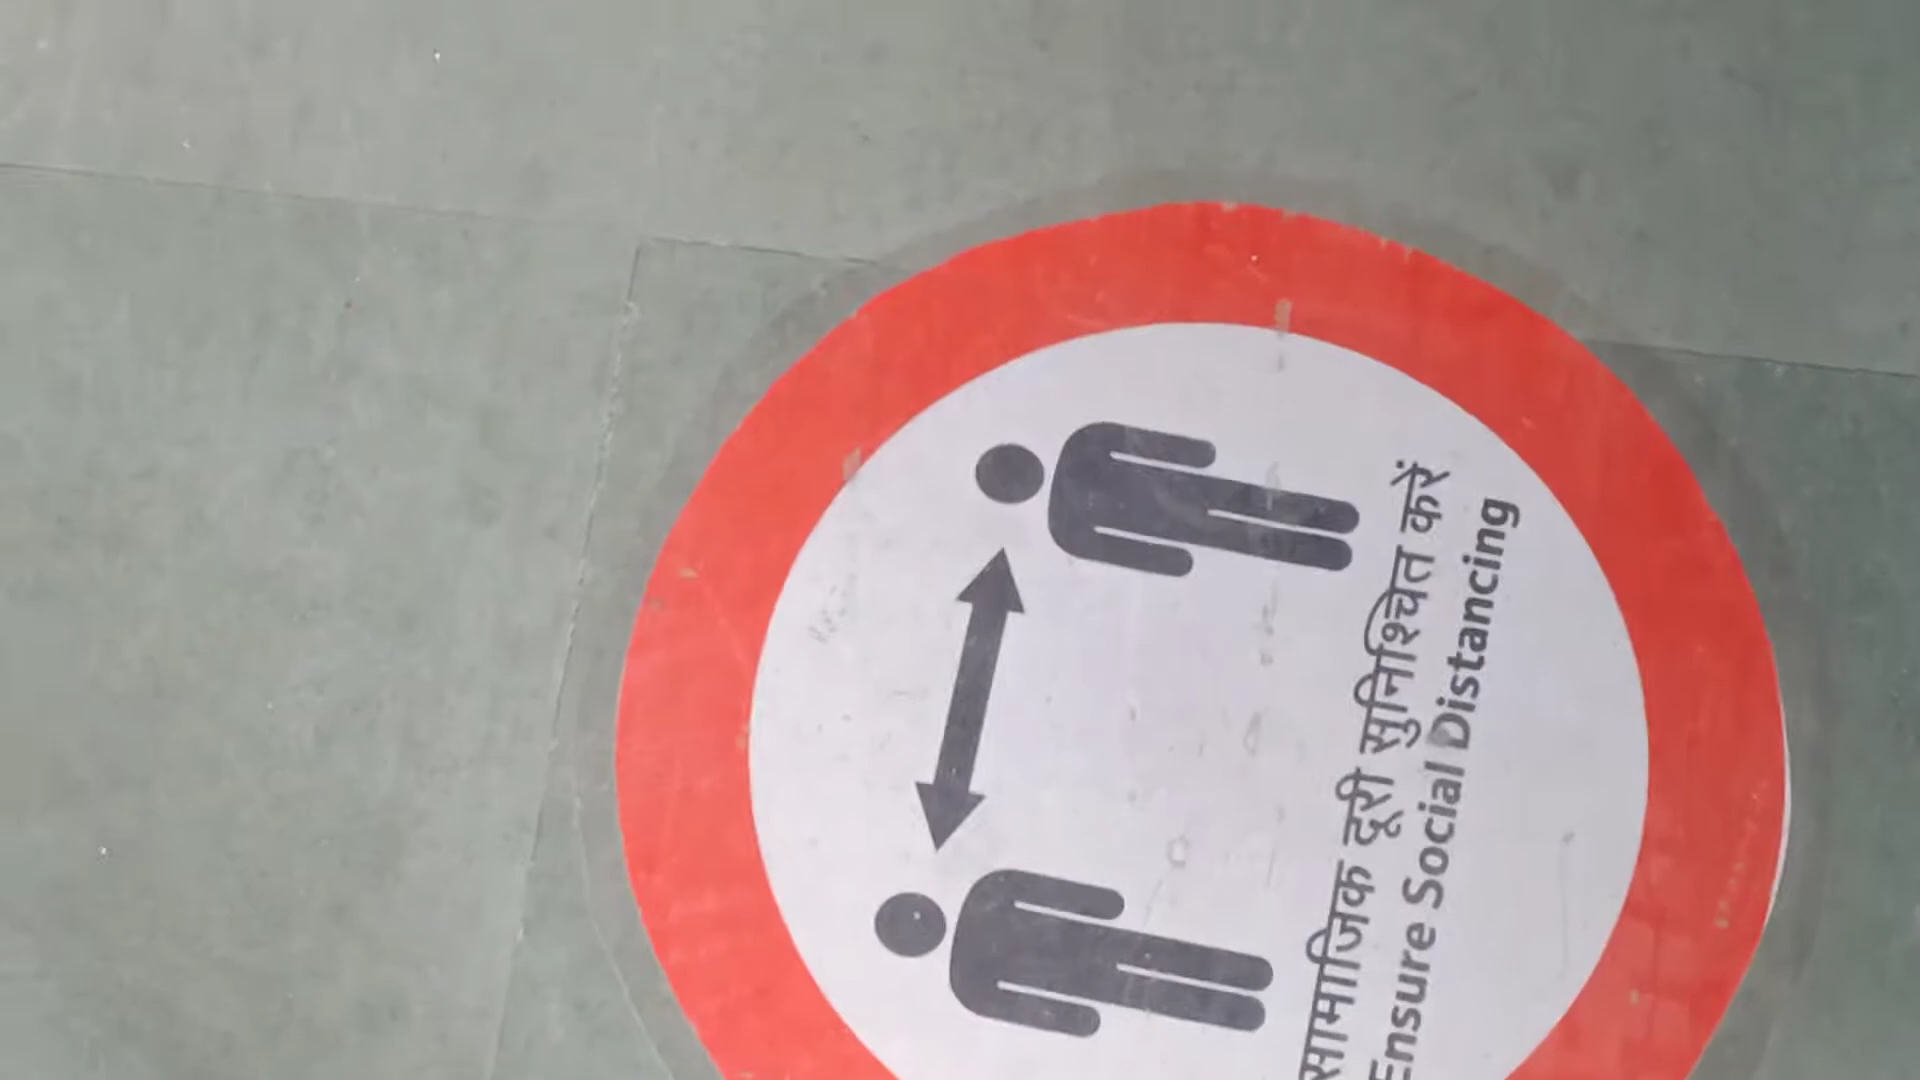 सामाजिक दूरी सुनिश्चित करें
Ensure Social Distancing